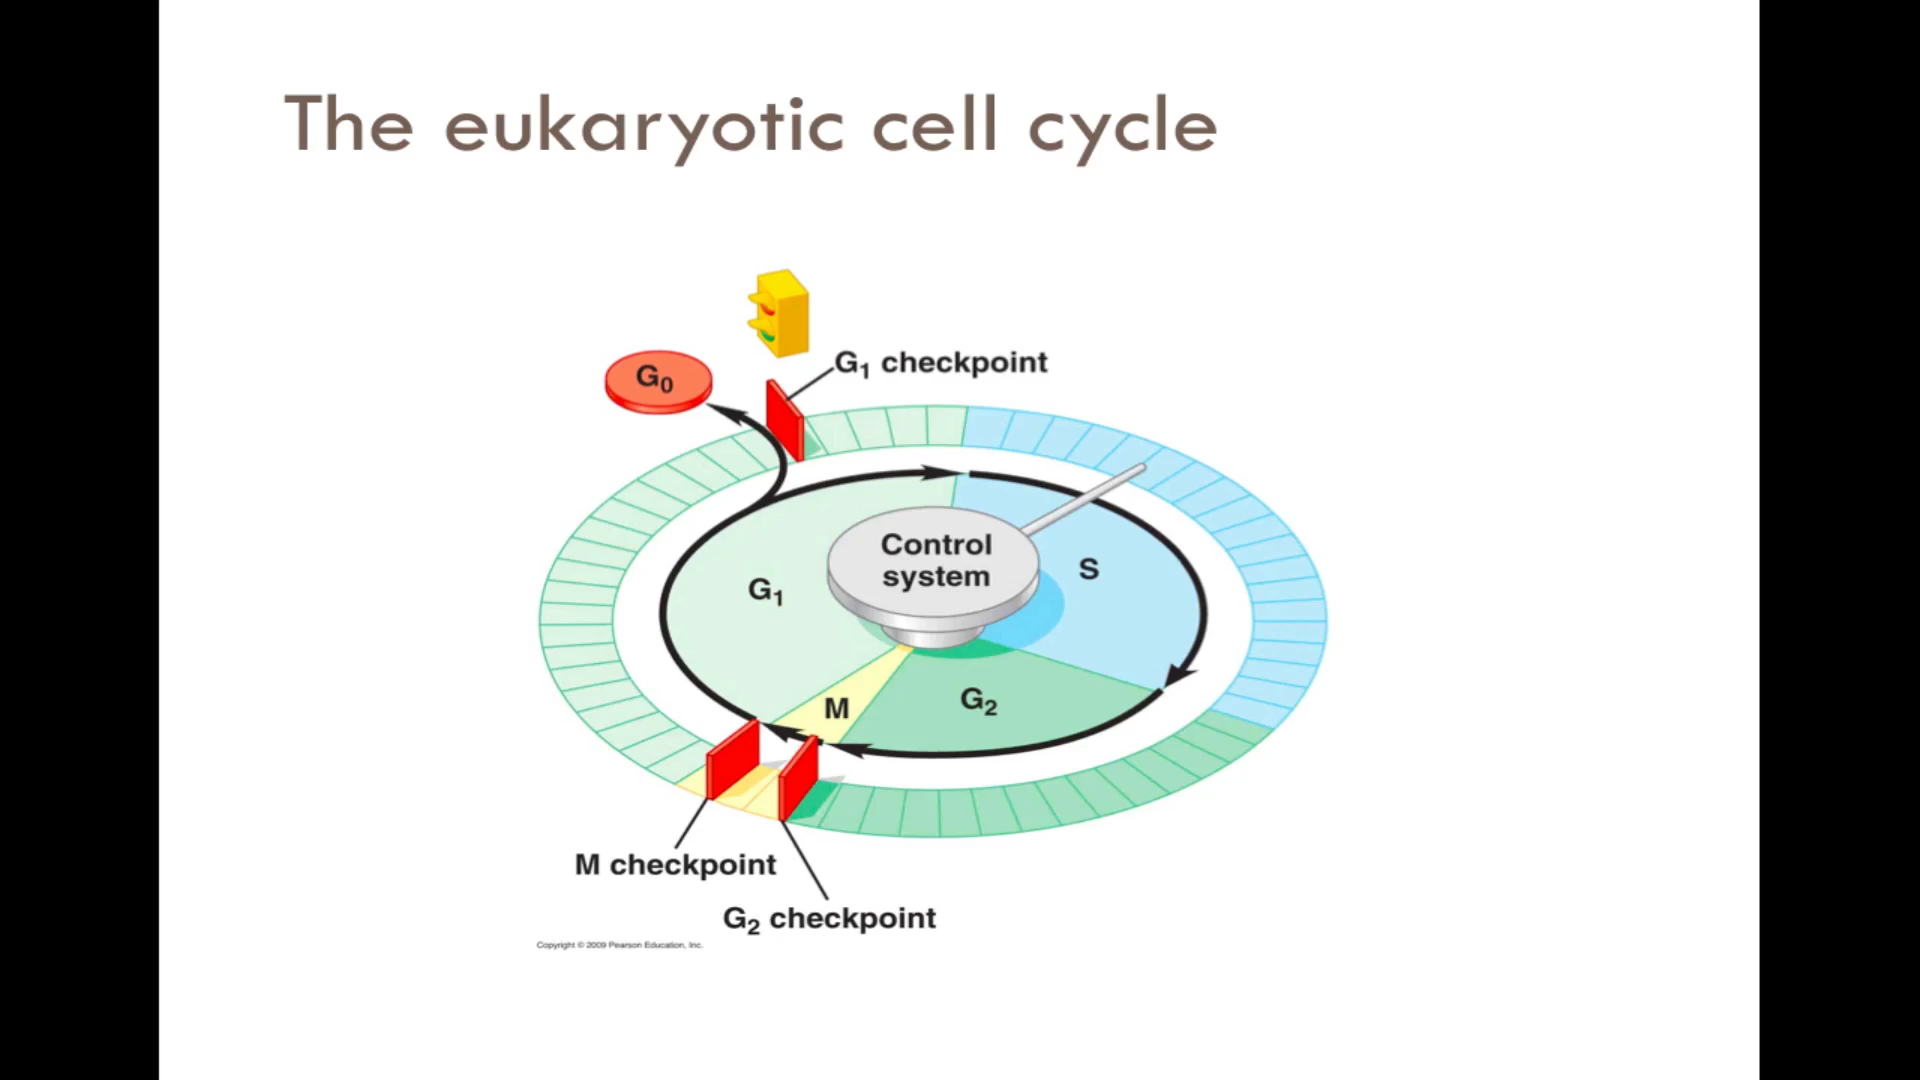 The eukaryotic cell cycle
G₁ checkpoint
G₀
Control
system
S
G₁
G₂
M
M checkpoint
G₂ checkpoint
Copyright © 2009 Pearson Education, Inc.